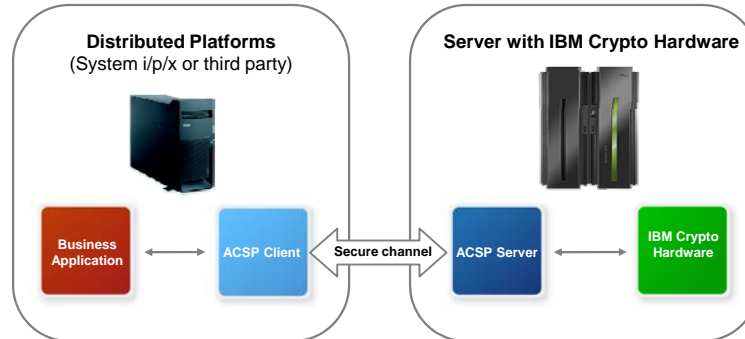 Distributed Platforms
(System i/p/x or third party)
Server with IBM Crypto Hardware
Business
Application
ACSP Client
Secure channel
ACSP Server
IBM Crypto
Hardware